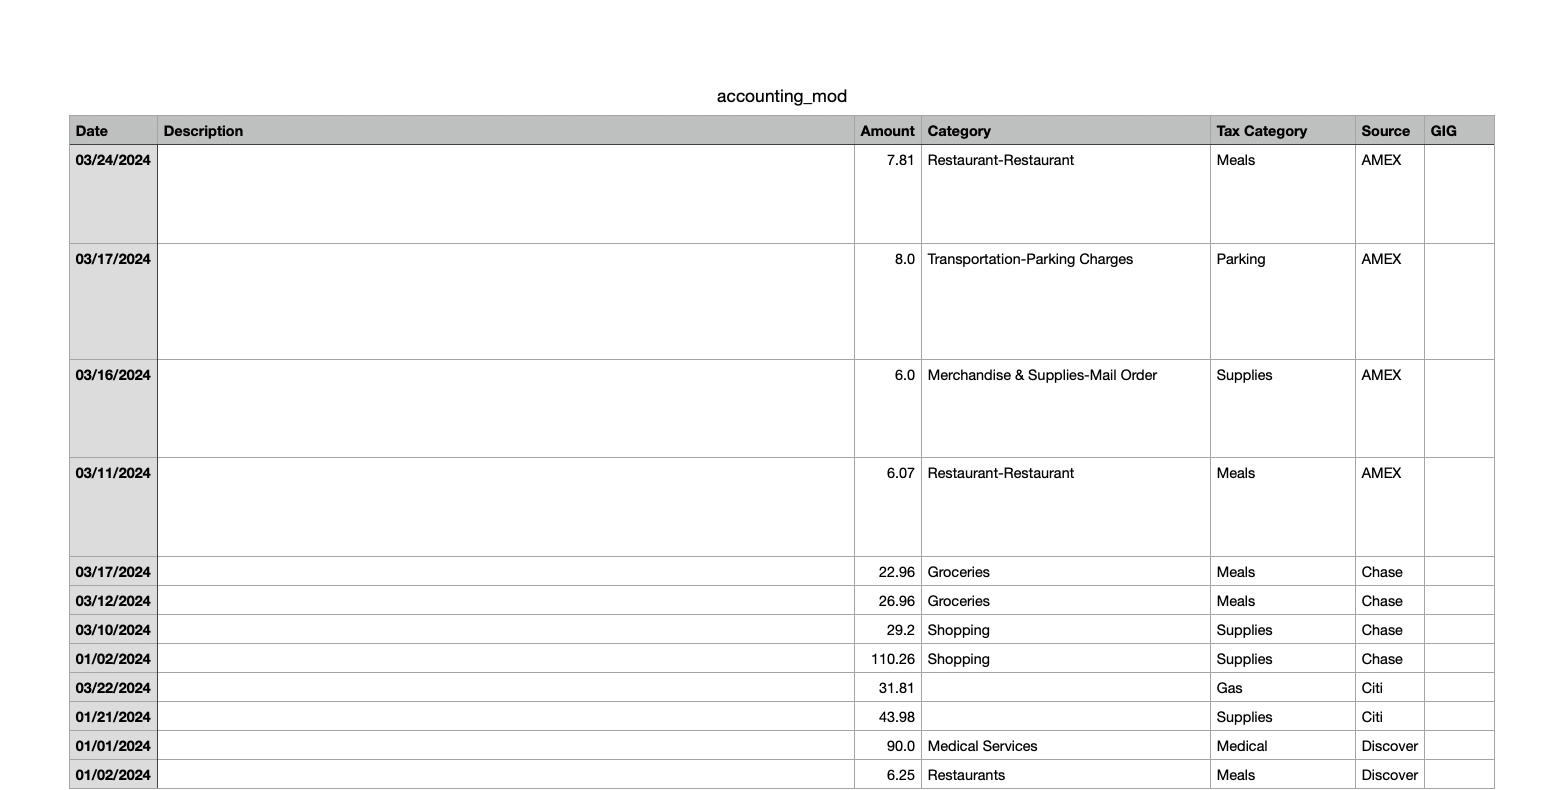 accounting_mod
Date Description Amount Category Tax Category Source GIG
03/24/2024 7.81 Restaurant-Restaurant Meals AMEX
03/17/2024 8.0 Transportation-Parking Charges Parking AMEX
03/16/2024 6.0 Merchandise & Supplies-Mail Order Supplies AMEX
03/11/2024 6.07 Restaurant-Restaurant Meals AMEX
03/17/2024 22.96 Groceries Meals Chase
03/12/2024 26.96 Groceries Meals Chase
03/10/2024 29.2 Shopping Supplies Chase
01/02/2024 110.26 Shopping Supplies Chase
03/22/2024 31.81 Gas Citi
01/21/2024 43.98 Supplies Citi
01/01/2024 90.0 Medical Services Medical Discover
01/02/2024 6.25 Restaurants Meals Discover